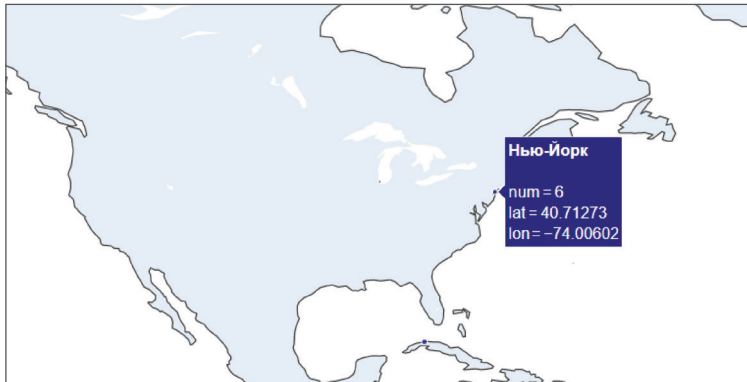 Нью-Йорк
num = 6
lat = 40.71273
lon = −74.00602